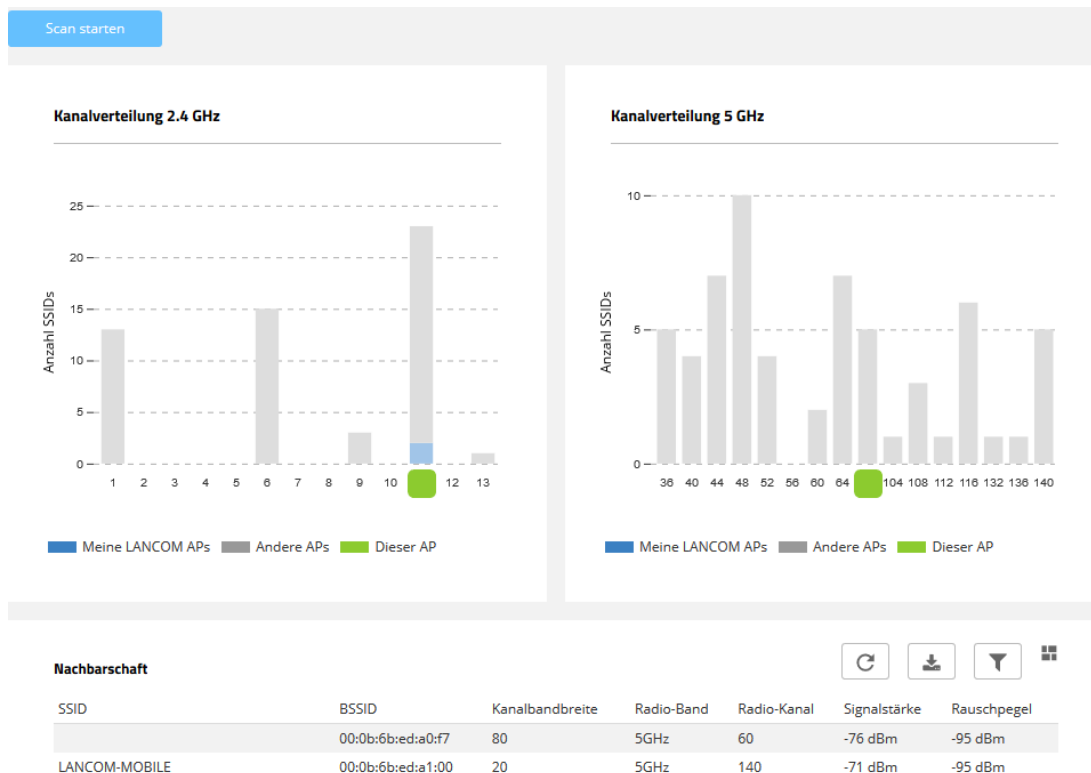 Scan starten
Kanalverteilung 2.4 GHz
Anzahl SSIDs
25
20
15
10
5
0
1 2 3 4 5 6 7 8 9 10 12 13
Meine LANCOM APs Andere APs Dieser AP
Kanalverteilung 5 GHz
Anzahl SSIDs
10
5
0
36 40 44 48 52 56 60 64 104 108 112 116 132 136 140
Meine LANCOM APs Andere APs Dieser AP
Nachbarschaft
SSID BSSID Kanalbandbreite Radio-Band Radio-Kanal Signalstärke Rauschpegel
00:0b:6b:ed:a0:f7 80 5GHz 60 -76 dBm -95 dBm
LANCOM-MOBILE 00:0b:6b:ed:a1:00 20 5GHz 140 -71 dBm -95 dBm